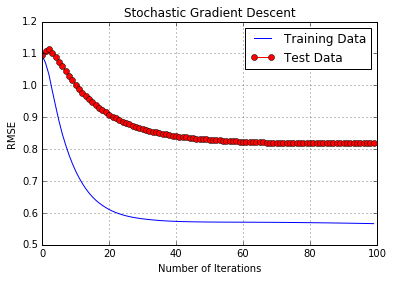 Stochastic Gradient Descent
1.2
1.1
1.0
0.9
0.8
0.7
0.6
0.5
RMSE
Training Data
Test Data
0 20 40 60 80 100
Number of Iterations